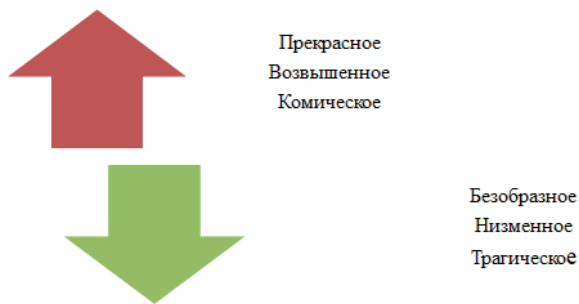 Прекрасное
Возвышенное
Комическое
Безобразное
Низменное
Трагическое